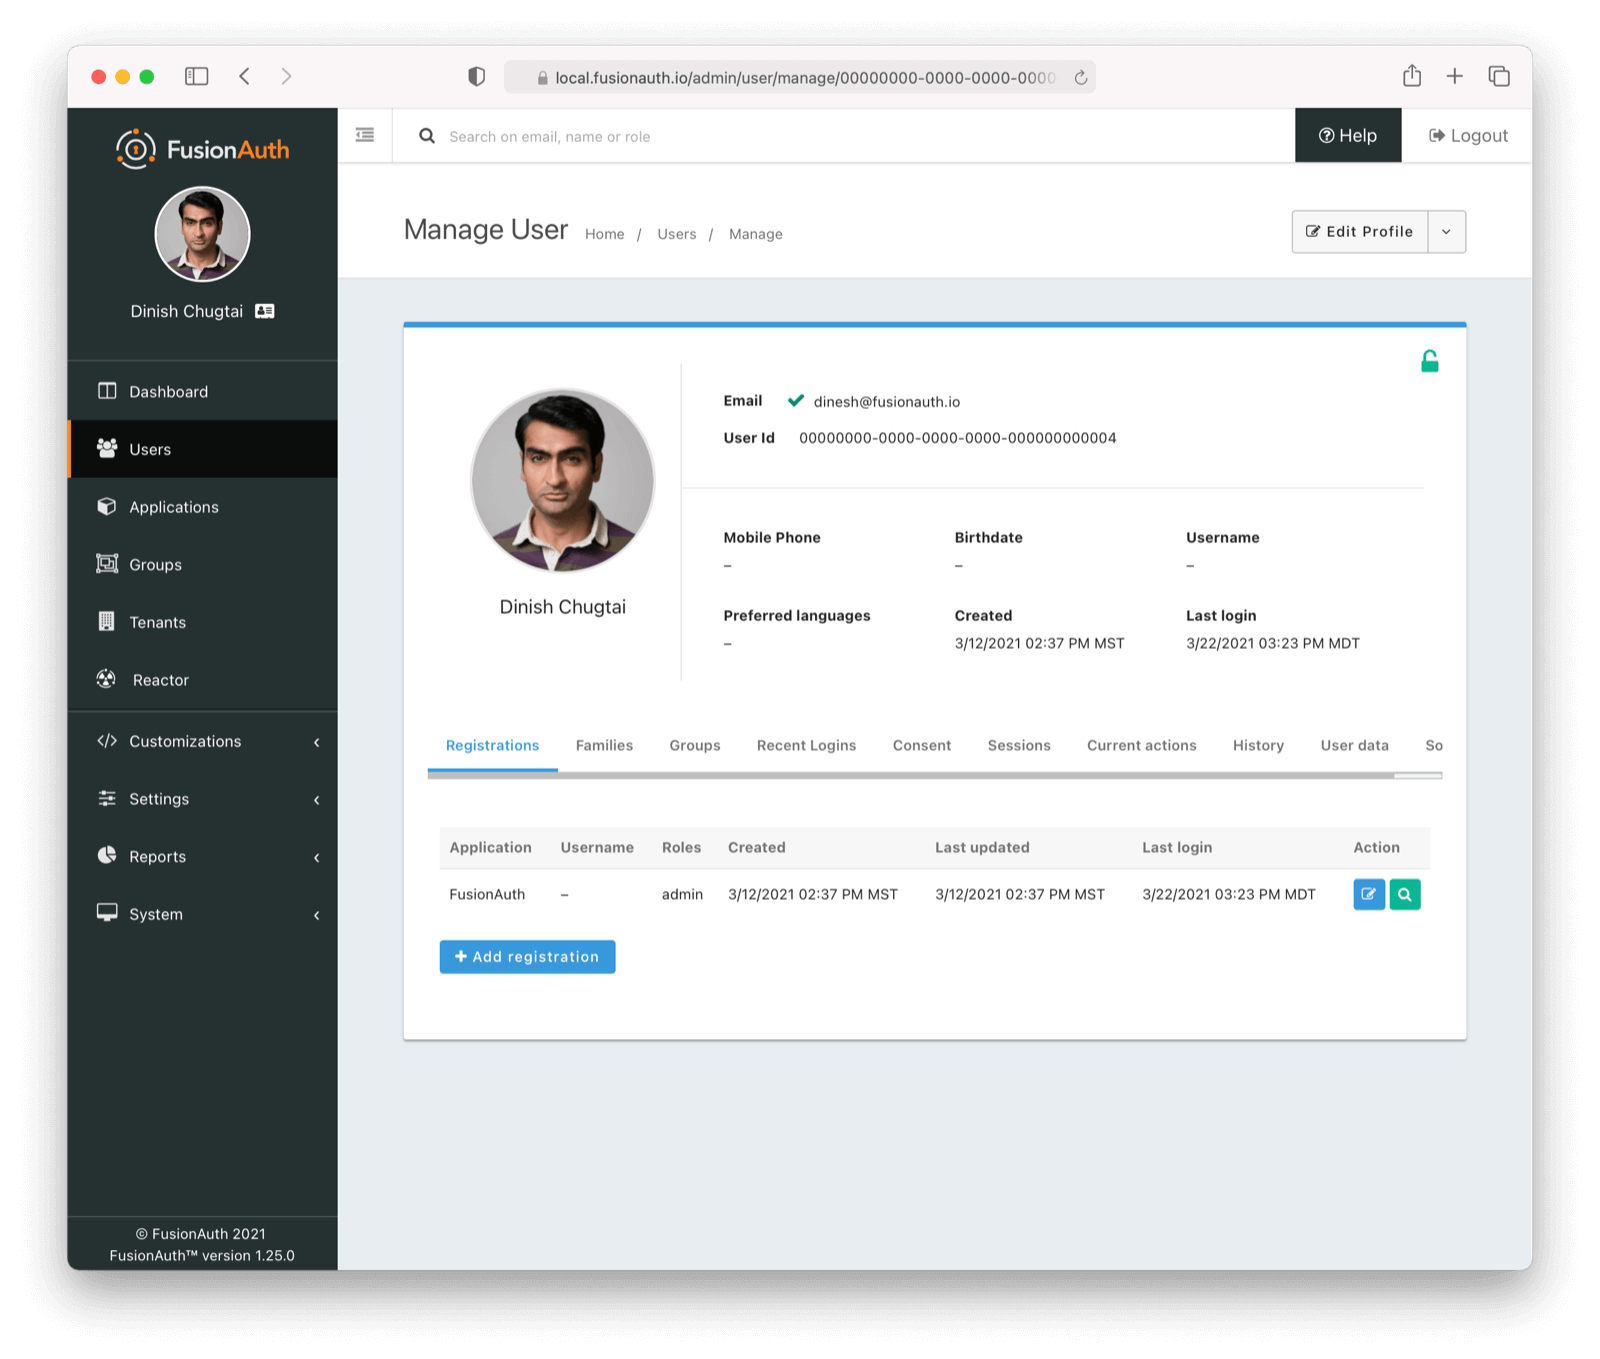 local.fusionauth.io/admin/user/manage/00000000-0000-0000-0000
FusionAuth
Dinish Chugtai
Dashboard
Users
Applications
Groups
Tenants
Reactor
Customizations
Settings
Reports
System
© FusionAuth 2021
FusionAuth™ version 1.25.0
Search on email, name or role
Help
Logout
Manage User Home / Users / Manage
Edit Profile
Dinish Chugtai
Email dinesh@fusionauth.io
User Id 00000000-0000-0000-0000-000000000004
Mobile Phone Birthdate Username
– – –
Preferred languages Created Last login
– 3/12/2021 02:37 PM MST 3/22/2021 03:23 PM MDT
Registrations Families Groups Recent Logins Consent Sessions Current actions History User data So
Application Username Roles Created Last updated Last login Action
FusionAuth – admin 3/12/2021 02:37 PM MST 3/12/2021 02:37 PM MST 3/22/2021 03:23 PM MDT
Add registration